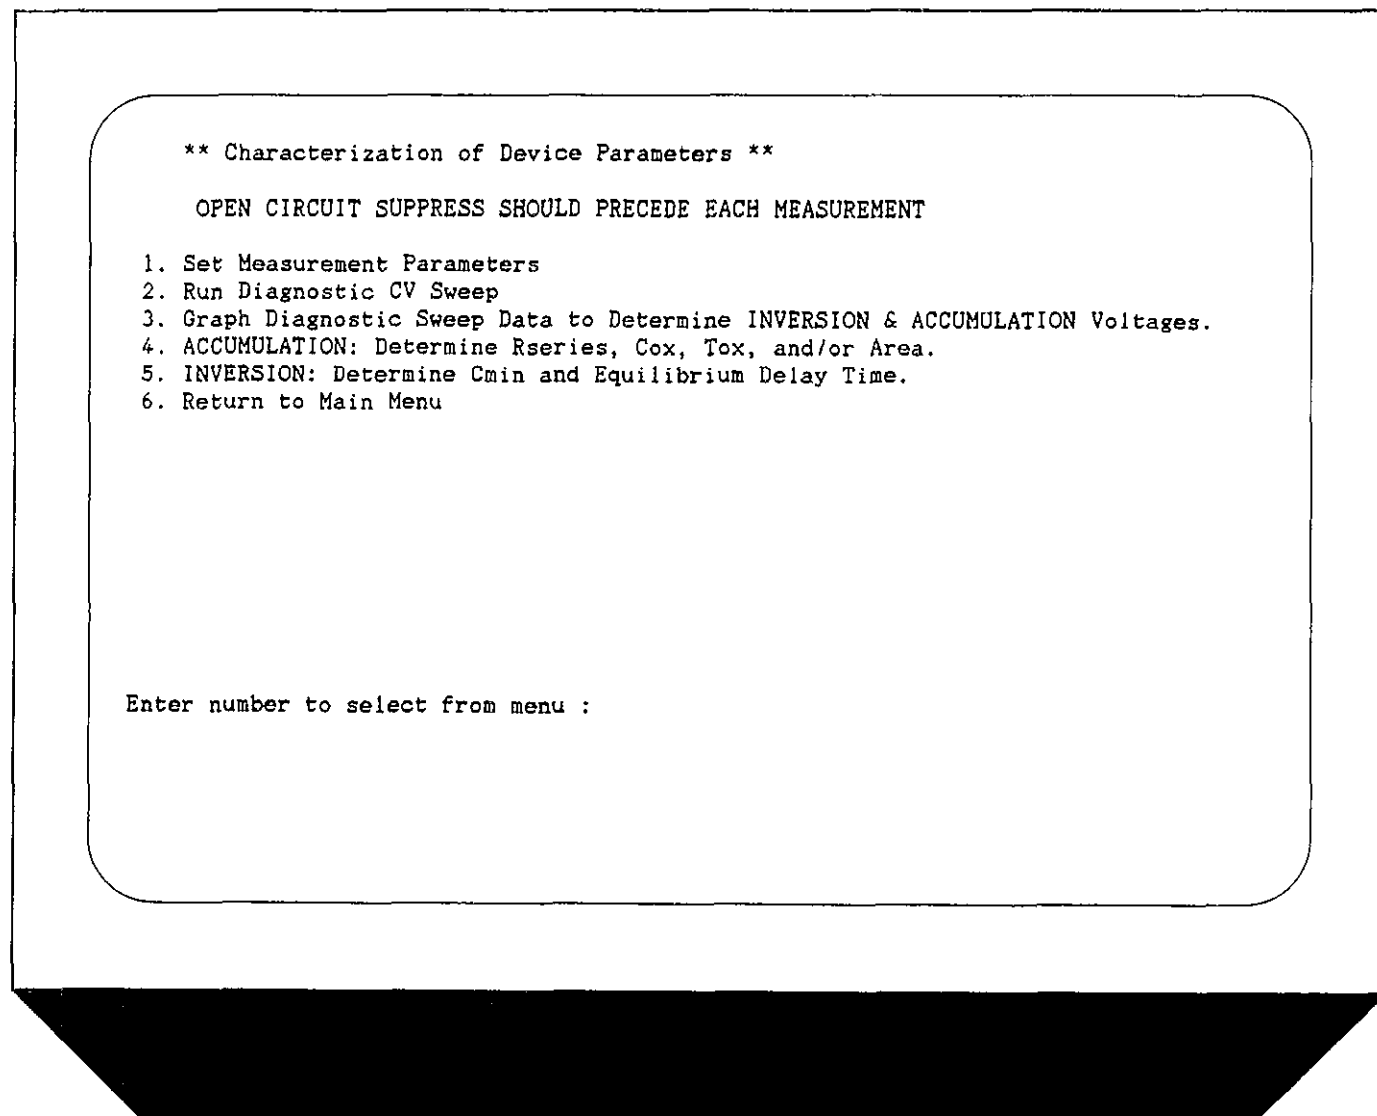 ** Characterization of Device Parameters **
OPEN CIRCUIT SUPPRESS SHOULD PRECEDE EACH MEASUREMENT
1. Set Measurement Parameters
2. Run Diagnostic CV Sweep
3. Graph Diagnostic Sweep Data to Determine INVERSION & ACCUMULATION Voltages.
4. ACCUMULATION: Determine Rseries, Cox, Tox, and/or Area.
5. INVERSION: Determine Cmin and Equilibrium Delay Time.
6. Return to Main Menu
Enter number to select from menu :